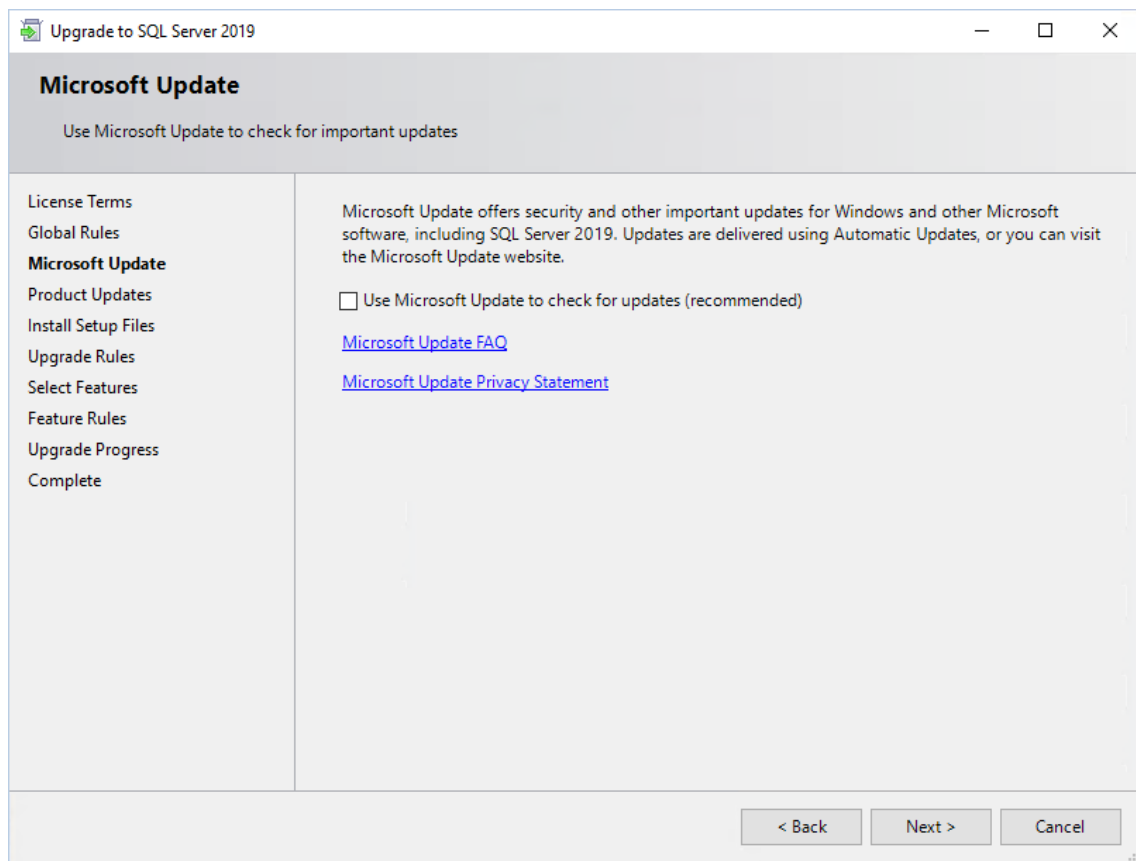 Upgrade to SQL Server 2019
Microsoft Update
Use Microsoft Update to check for important updates
License Terms
Global Rules
Microsoft Update
Product Updates
Install Setup Files
Upgrade Rules
Select Features
Feature Rules
Upgrade Progress
Complete
Microsoft Update offers security and other important updates for Windows and other Microsoft
software, including SQL Server 2019. Updates are delivered using Automatic Updates, or you can visit
the Microsoft Update website.
Use Microsoft Update to check for updates (recommended)
Microsoft Update FAQ
Microsoft Update Privacy Statement
< Back
Next >
Cancel